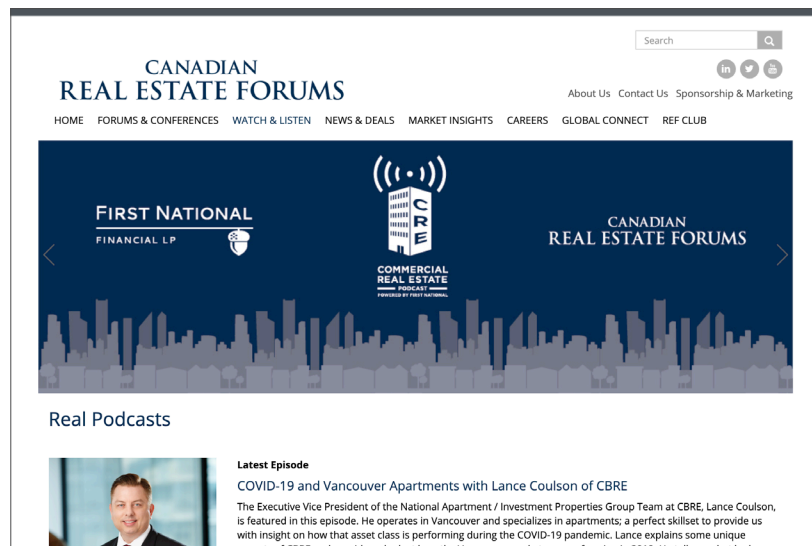 Search
CANADIAN
REAL ESTATE FORUMS
About Us Contact Us Sponsorship & Marketing
HOME FORUMS & CONFERENCES WATCH & LISTEN NEWS & DEALS MARKET INSIGHTS CAREERS GLOBAL CONNECT REF CLUB
FIRST NATIONAL
FINANCIAL LP
CRE
COMMERCIAL
REAL ESTATE
PODCAST
POWERED BY FIRST NATIONAL
CANADIAN
REAL ESTATE FORUMS
Real Podcasts
Latest Episode
COVID-19 and Vancouver Apartments with Lance Coulson of CBRE
The Executive Vice President of the National Apartment / Investment Properties Group Team at CBRE, Lance Coulson,
is featured in this episode. He operates in Vancouver and specializes in apartments; a perfect skillset to provide us
with insight on how that asset class is performing during the COVID-19 pandemic. Lance explains some unique